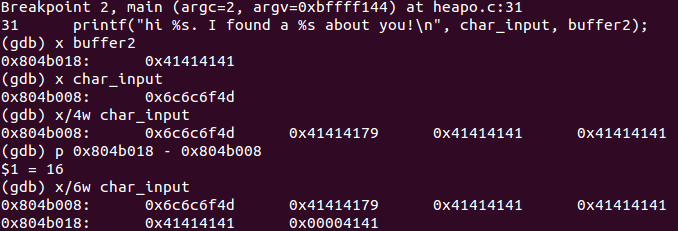 Breakpoint 2, main (argc=2, argv=0xbffff144) at heapo.c:31
31      printf("hi %s. I found a %s about you!\n", char_input, buffer2);
(gdb) x buffer2
0x804b018:      0x41414141
(gdb) x char_input
0x804b008:      0x6c6c6f4d
(gdb) x/4w char_input
0x804b008:      0x6c6c6f4d      0x41414179      0x41414141      0x41414141
(gdb) p 0x804b018 - 0x804b008
$1 = 16
(gdb) x/6w char_input
0x804b008:      0x6c6c6f4d      0x41414179      0x41414141      0x41414141
0x804b018:      0x41414141      0x00004141